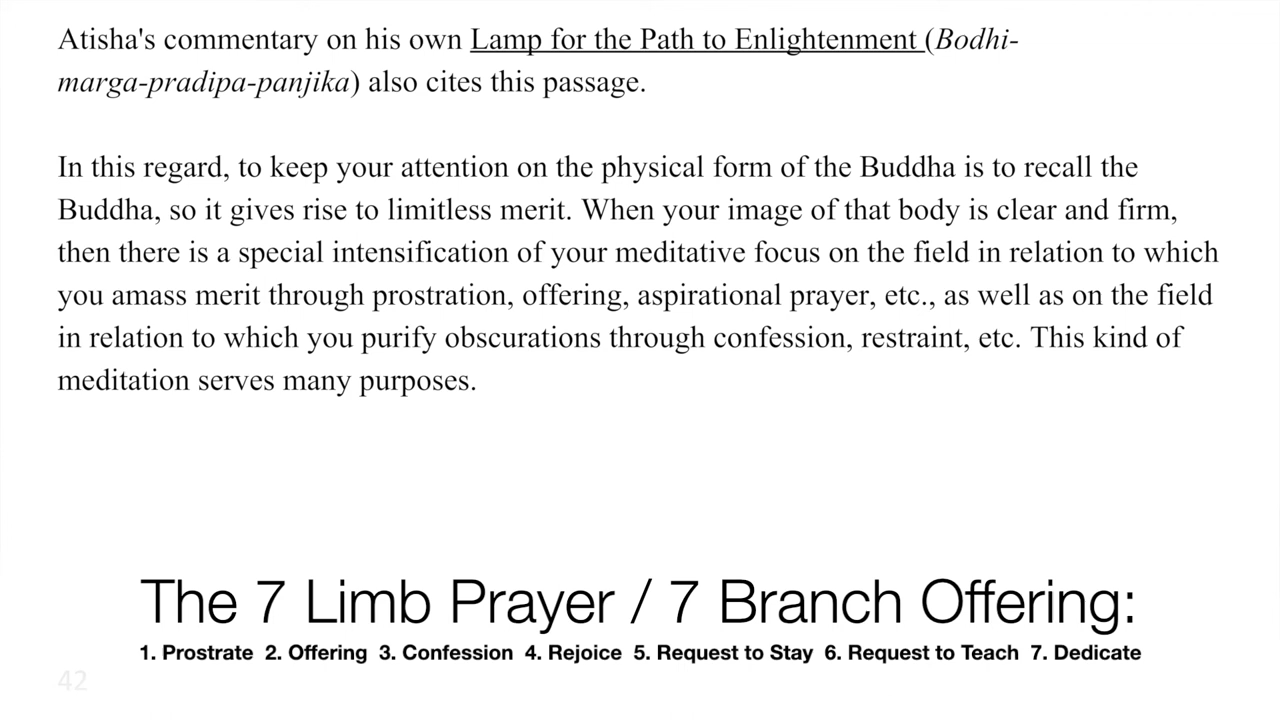 Atisha's commentary on his own Lamp for the Path to Enlightenment (Bodhi-
marga-pradipa-panjika) also cites this passage.
In this regard, to keep your attention on the physical form of the Buddha is to recall the
Buddha, so it gives rise to limitless merit. When your image of that body is clear and firm,
then there is a special intensification of your meditative focus on the field in relation to which
you amass merit through prostration, offering, aspirational prayer, etc., as well as on the field
in relation to which you purify obscurations through confession, restraint, etc. This kind of
meditation serves many purposes.
The 7 Limb Prayer / 7 Branch Offering:
1. Prostrate 2. Offering 3. Confession 4. Rejoice 5. Request to Stay 6. Request to Teach 7. Dedicate
42